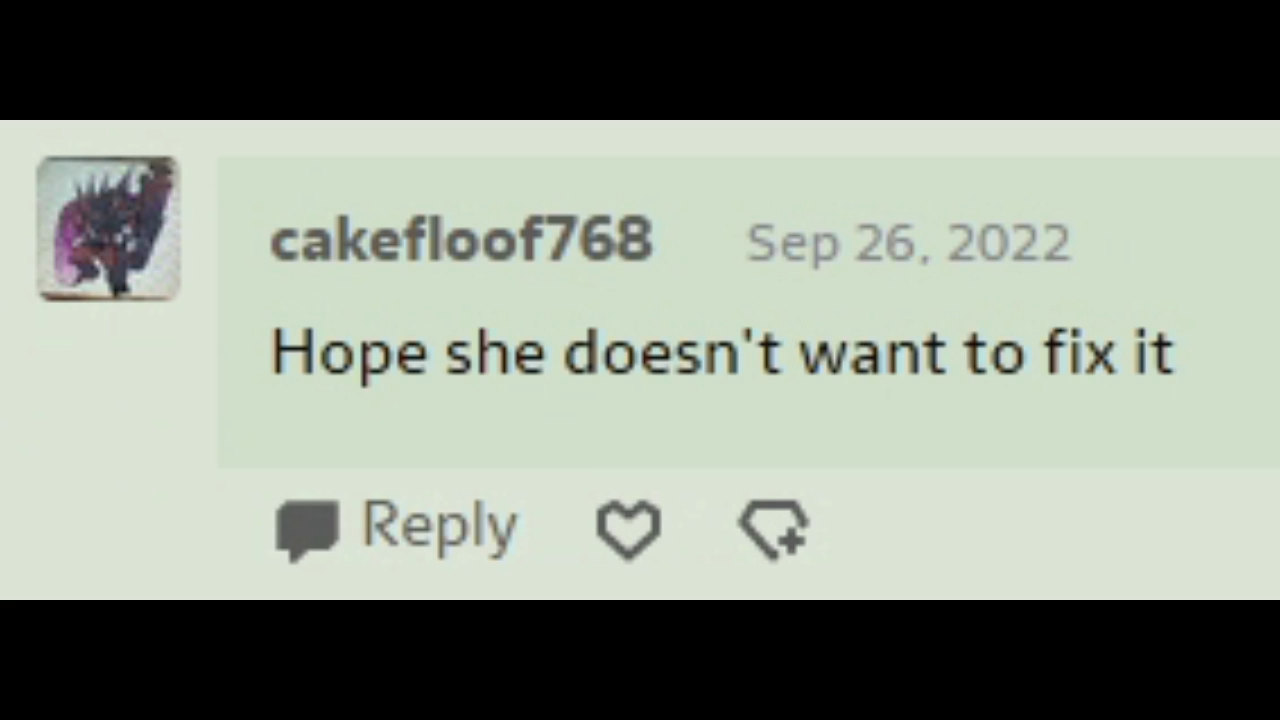 cakefloof768 Sep 26, 2022
Hope she doesn't want to fix it
Reply